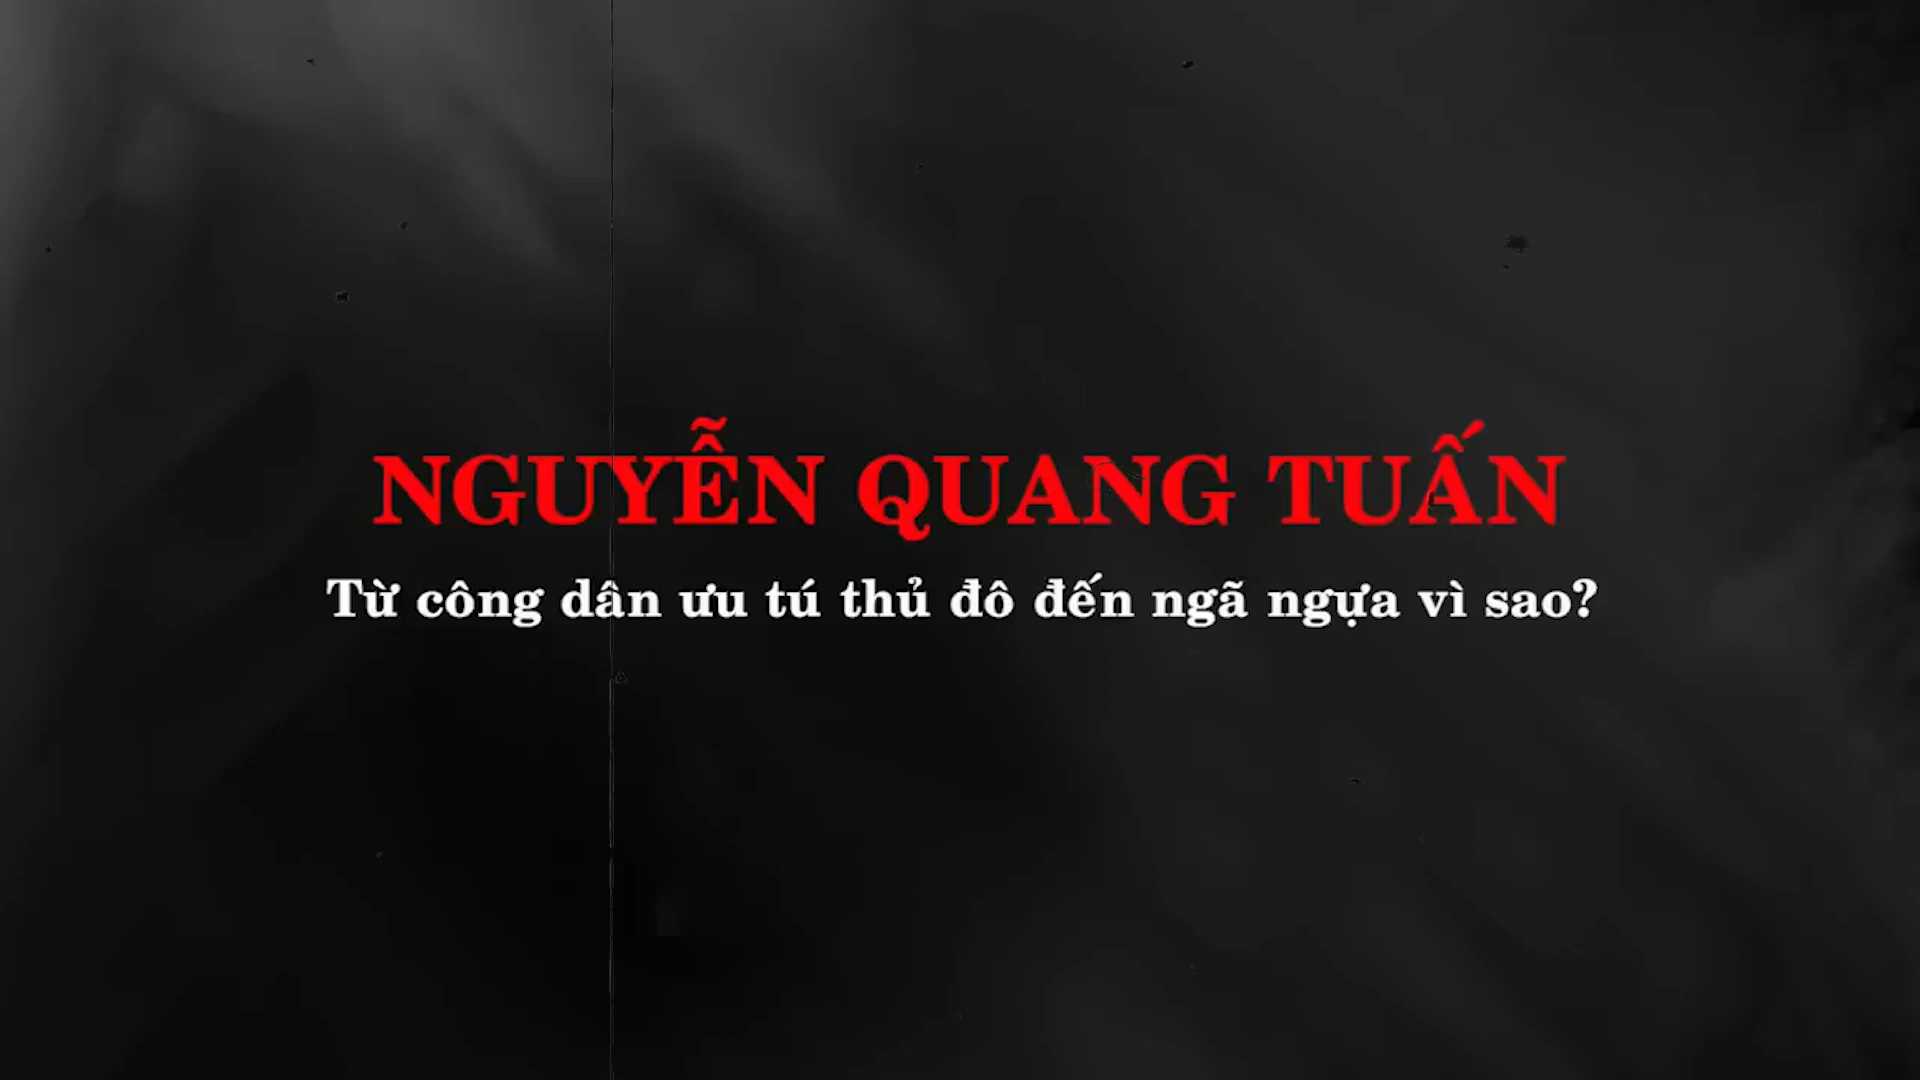 NGUYỄN QUANG TUẤN
Từ công dân ưu tú thủ đô đến ngã ngựa vì sao?